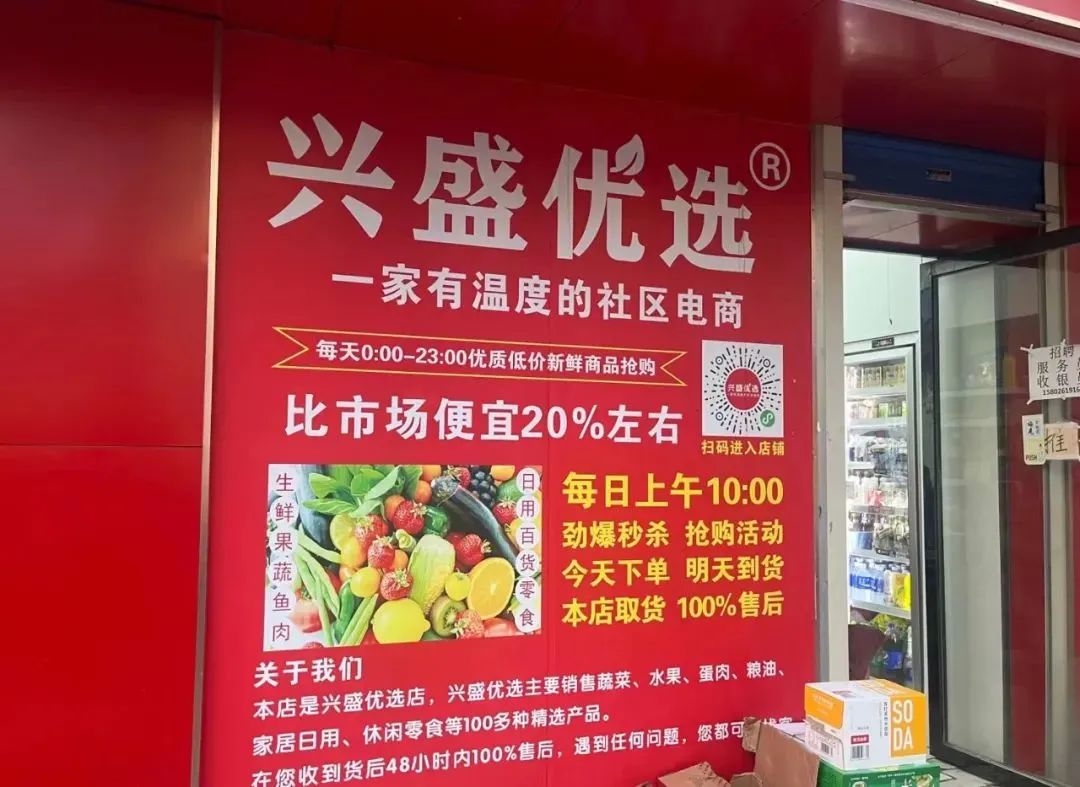 兴盛优选®
一家有温度的社区电商
每天0:00-23:00优质低价新鲜商品抢购
兴盛优选
扫码进入店铺
比市场便宜20%左右
生鲜果蔬鱼肉
日用百货零食
每日上午10:00
劲爆秒杀 抢购活动
今天下单 明天到货
本店取货 100%售后
关于我们
本店是兴盛优选店，兴盛优选主要销售蔬菜、水果、蛋肉、粮油、
家居日用、休闲零食等100多种精选产品。
在您收到货后48小时内100%售后，遇到任何问题，您都可
招聘
服务
收银
推
PUSH
SO
DA